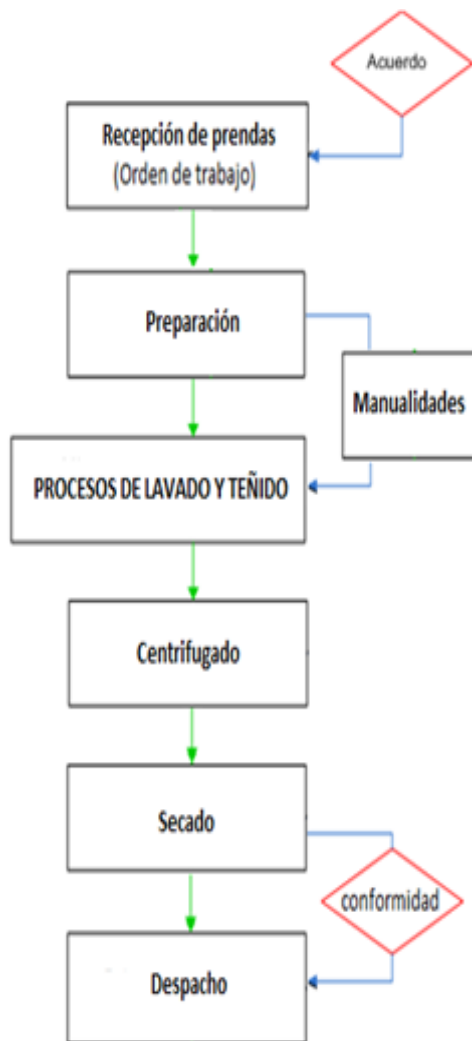 Acuerdo
Recepción de prendas
(Orden de trabajo)
Preparación
Manualidades
PROCESOS DE LAVADO Y TEÑIDO
Centrifugado
Secado
conformidad
Despacho